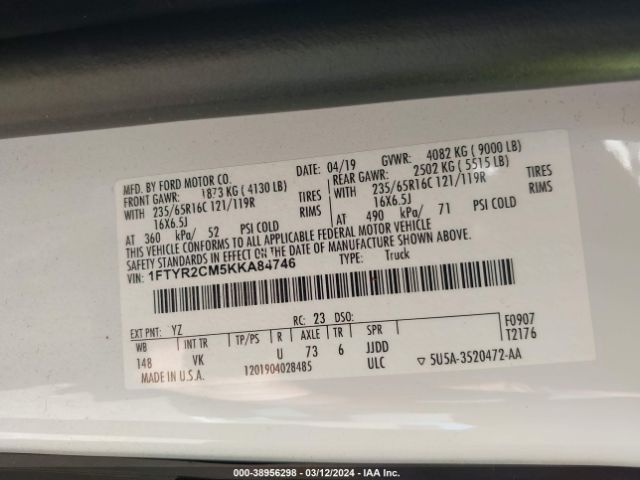 MFD. BY FORD MOTOR CO.
DATE: 04/19 GVWR: 4082 KG ( 9000 LB)
FRONT GAWR: 1873 KG ( 4130 LB) REAR GAWR: 2502 KG ( 5515 LB)
WITH 235/65R16C 121/119R TIRES WITH 235/65R16C 121/119R TIRES
16X6.5J RIMS 16X6.5J RIMS
AT 360 kPa/ 52 PSI COLD AT 490 kPa/ 71 PSI COLD
THIS VEHICLE CONFORMS TO ALL APPLICABLE FEDERAL MOTOR VEHICLE
SAFETY STANDARDS IN EFFECT ON THE DATE OF MANUFACTURE SHOWN ABOVE.
VIN: 1FTYR2CM5KKA84746 TYPE: Truck
EXT PNT: YZ RC: 23 DSO: F0907
WB INT TR TP/PS R AXLE TR SPR T2176
148 VK U 73 6 JJDD
MADE IN U.S.A. 1201904028485 ULC ▽ 5U5A-3520472-AA
000-38956298 - 03/12/2024 - IAA Inc.